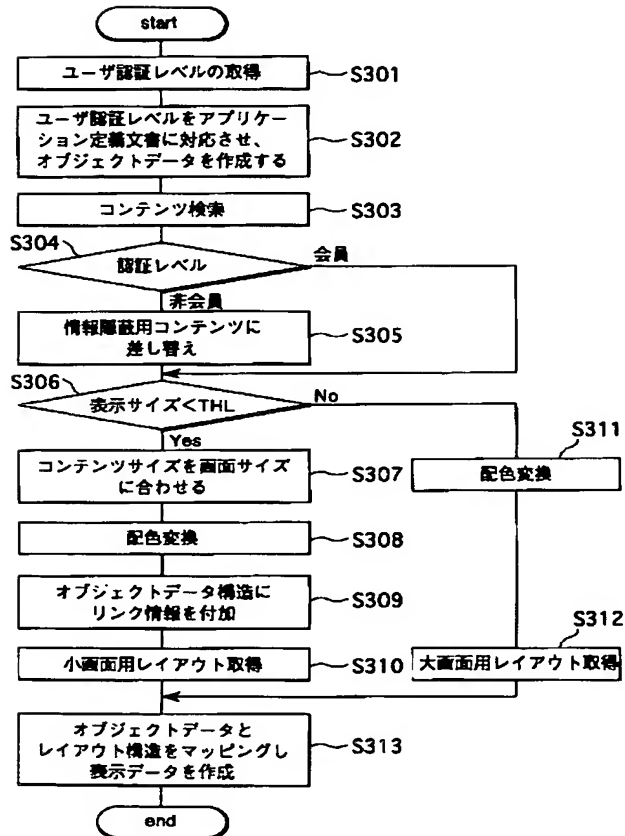 start
ユーザ認証レベルの取得
S301
ユーザ認証レベルをアプリケー
ション定義文書に対応させ、
オブジェクトデータを作成する
S302
コンテンツ検索
S303
S304
認証レベル
会員
非会員
情報隠蔽用コンテンツに
差し替え
S305
S306
表示サイズ<THL
No
Yes
S311
コンテンツサイズを画面サイズ
に合わせる
S307
配色変換
配色変換
S308
オブジェクトデータ構造に
リンク情報を付加
S309
S312
小画面用レイアウト取得
S310
大画面用レイアウト取得
オブジェクトデータと
レイアウト構造をマッピングし
表示データを作成
S313
end